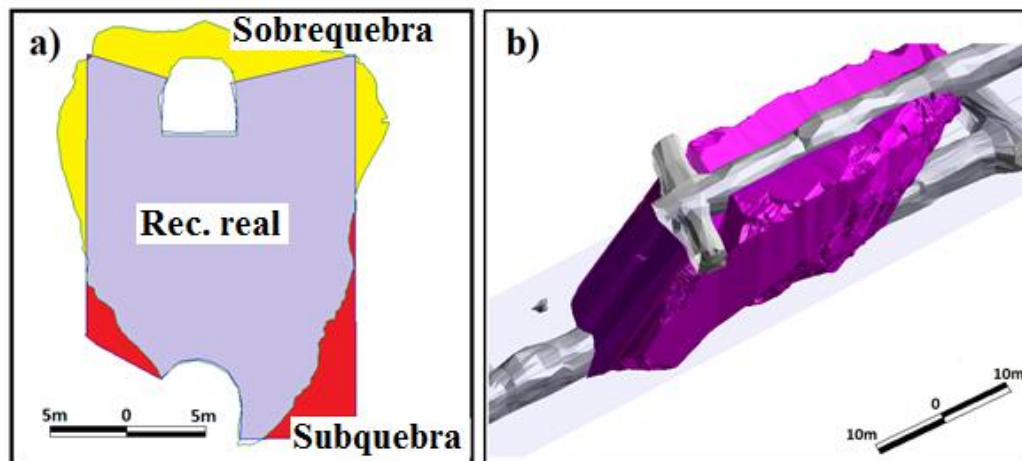 a)
Sobrequebra
Rec. real
5m 0 5m
Subquebra
b)
10m 0 10m